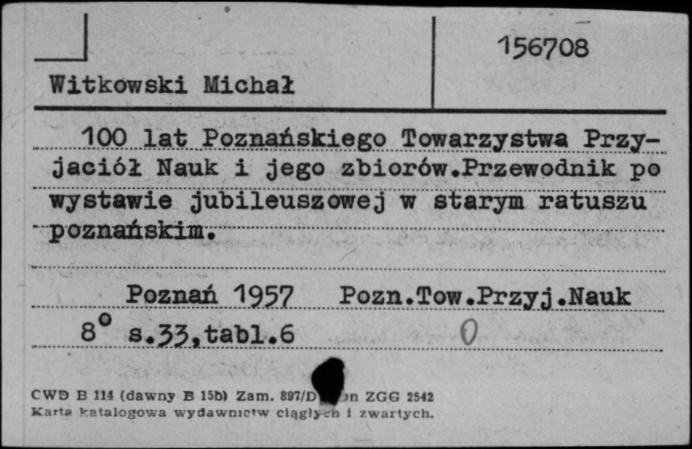 156708
Witkowski Michał
100 lat Poznańskiego Towarzystwa Przy-
jaciół Nauk i jego zbiorów.Przewodnik po
wystawie jubileuszowej w starym ratuszu
poznańskim.
Poznań 1957 Pozn.Tow.Przyj.Nauk
8° s.33,tabl.6 0
CWD B 114 (dawny B 15b) Zam. 897/D ZGG 2542
Karta katalogowa wydawnictw ciągłych i zwartych.